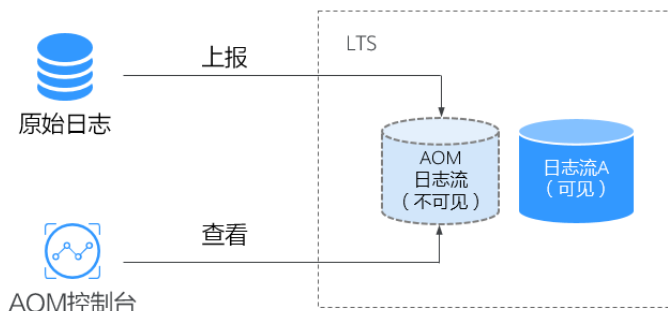 上报
LTS
原始日志
AOM
日志流
（不可见）
日志流A
（可见）
查看
AOM控制台